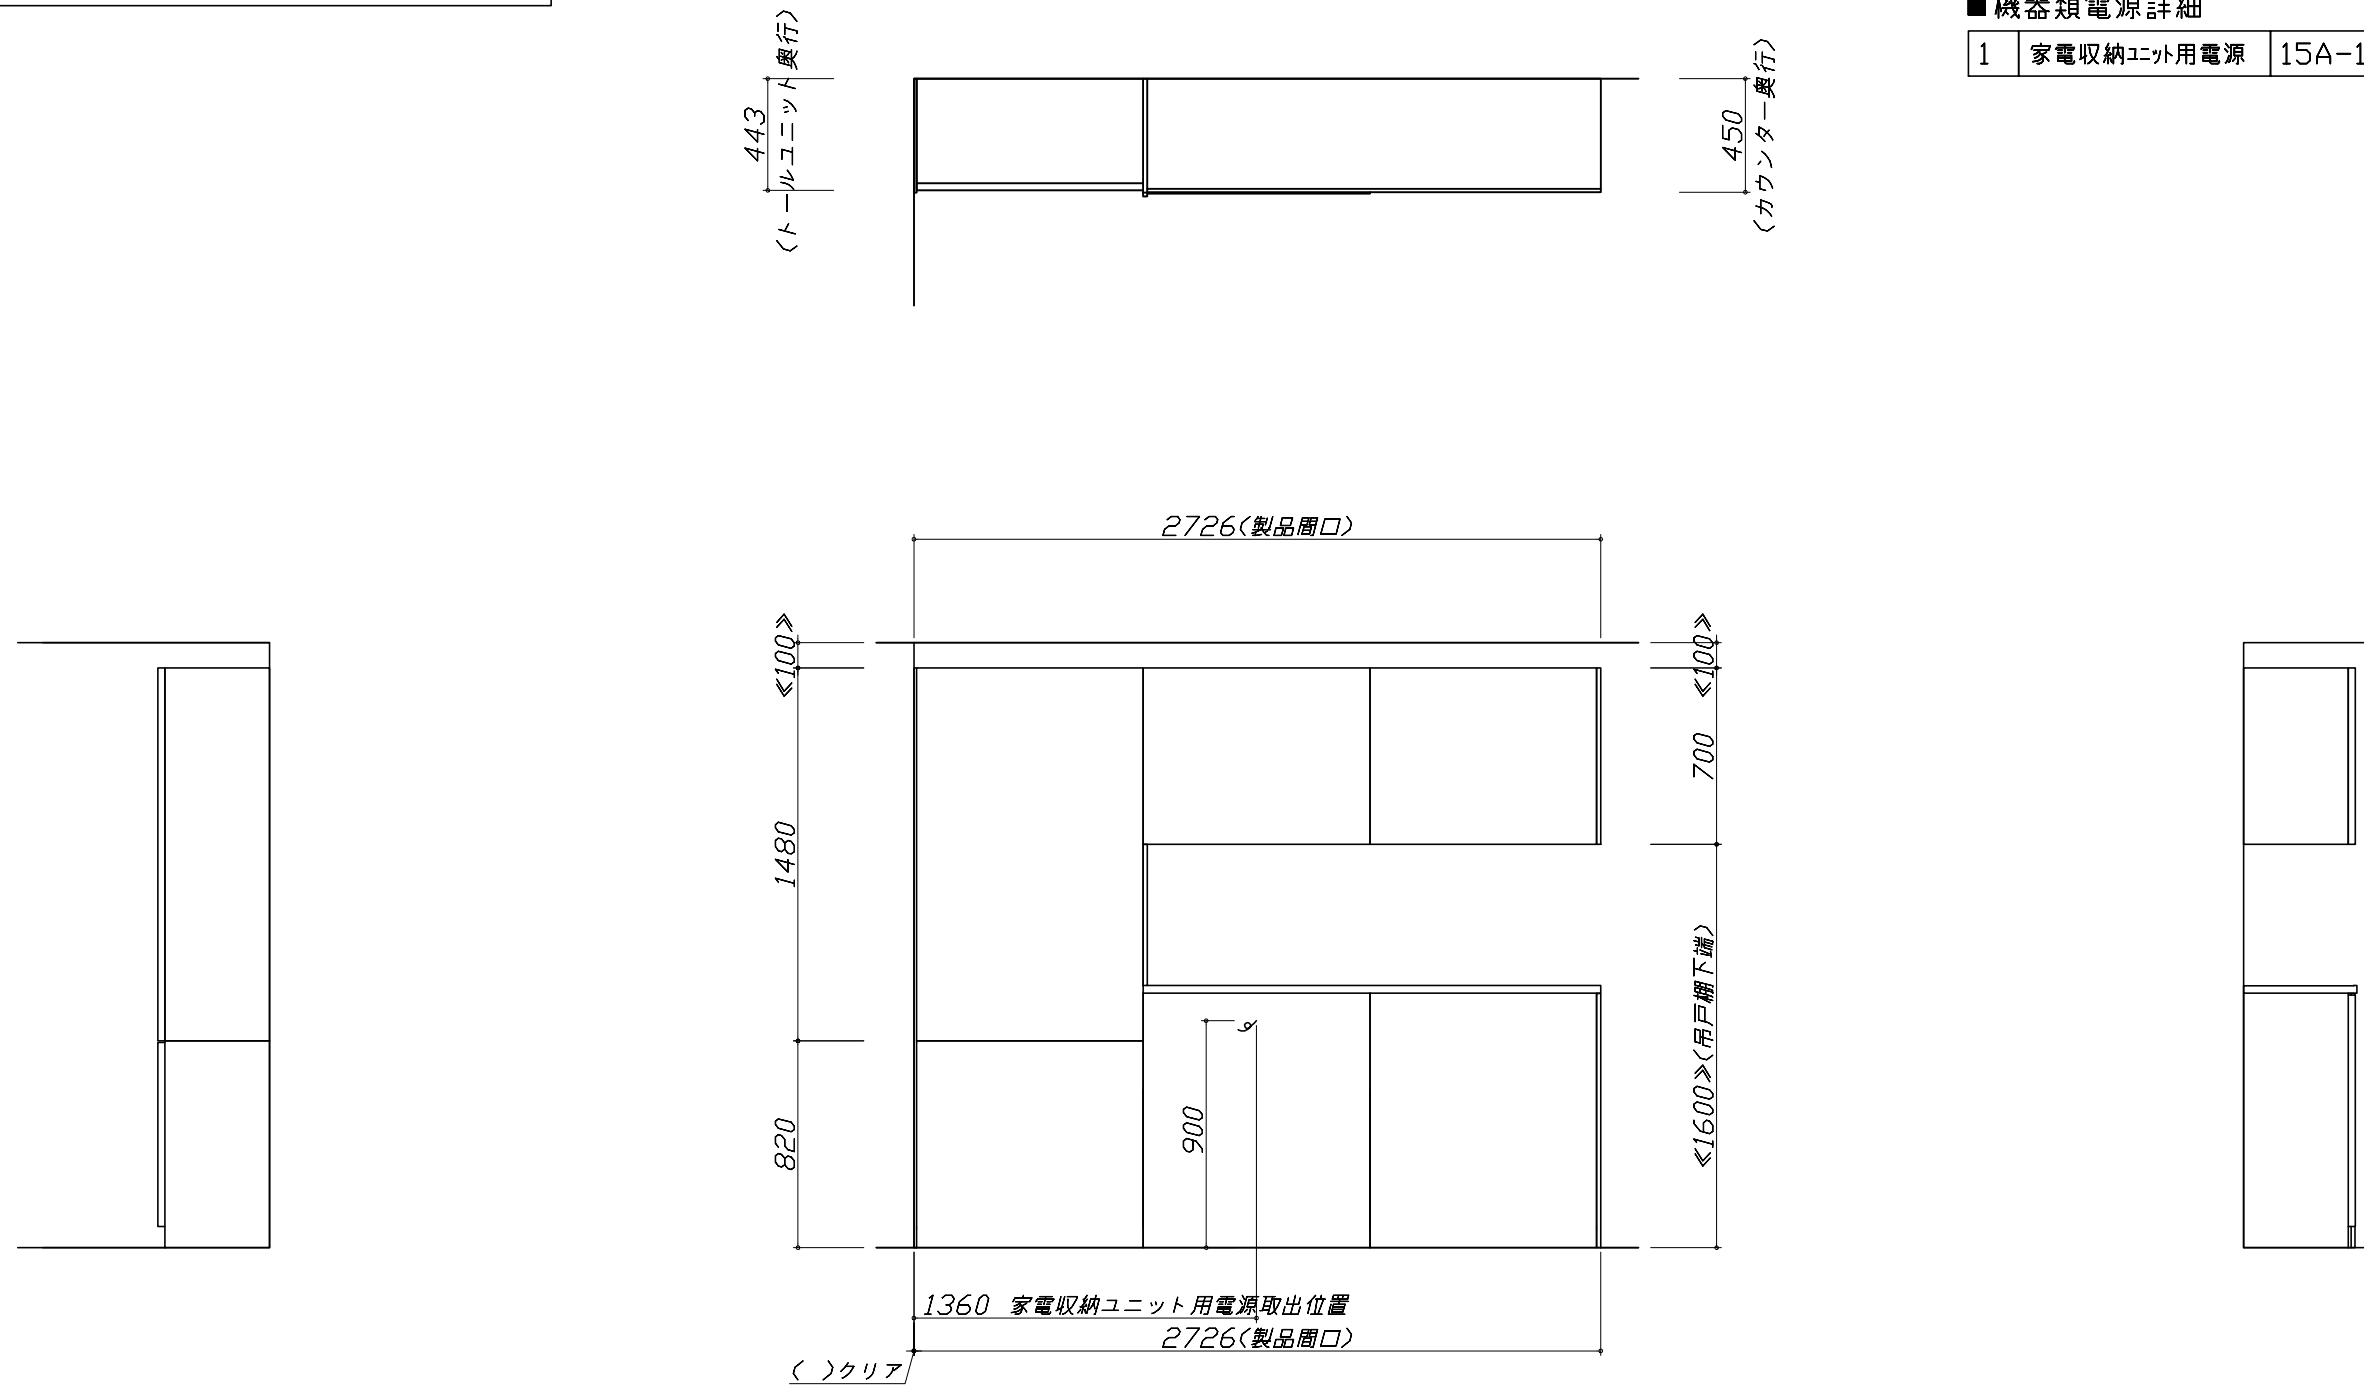 ■機器類電源詳細
1 家電収納ユニット用電源 15A-1
443
(トールユニット奥行)
450
(カウンター奥行)
2726(製品間口)
≪100≫
≪100≫
1480
700
820
900
≪1600≫(吊戸棚下端)
1360 家電収納ユニット用電源取出位置
2726(製品間口)
( )クリア